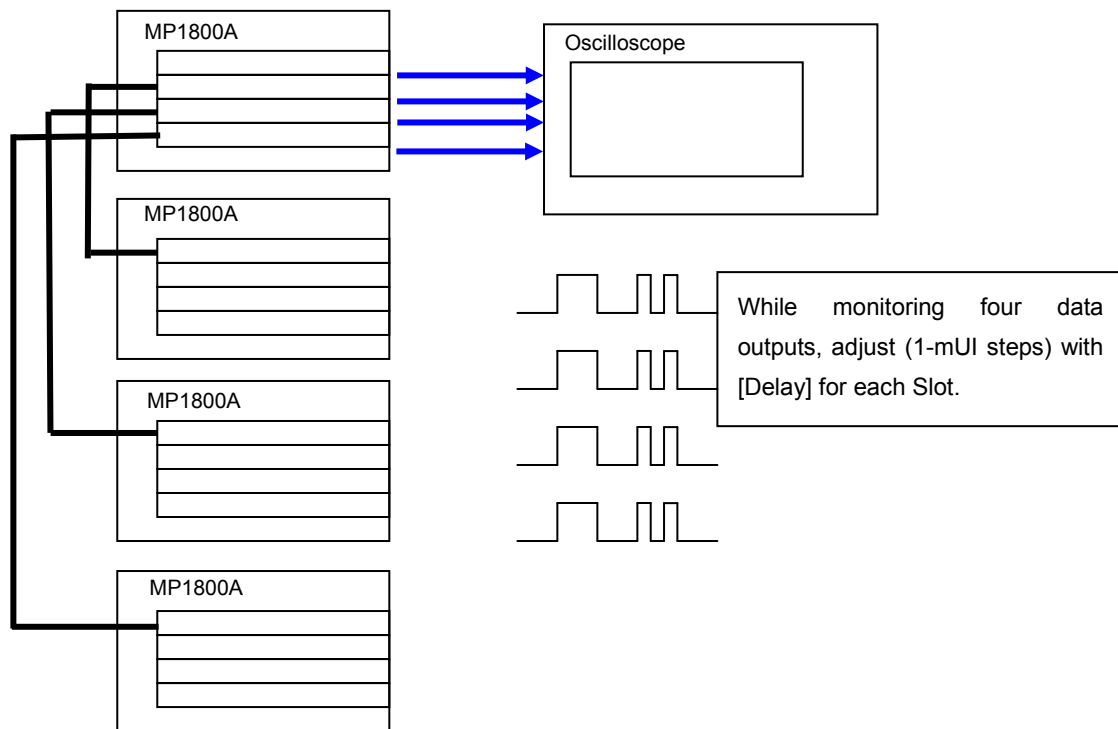 MP1800A
Oscilloscope
MP1800A
While monitoring four data
outputs, adjust (1-mUI steps) with
[Delay] for each Slot.
MP1800A
MP1800A